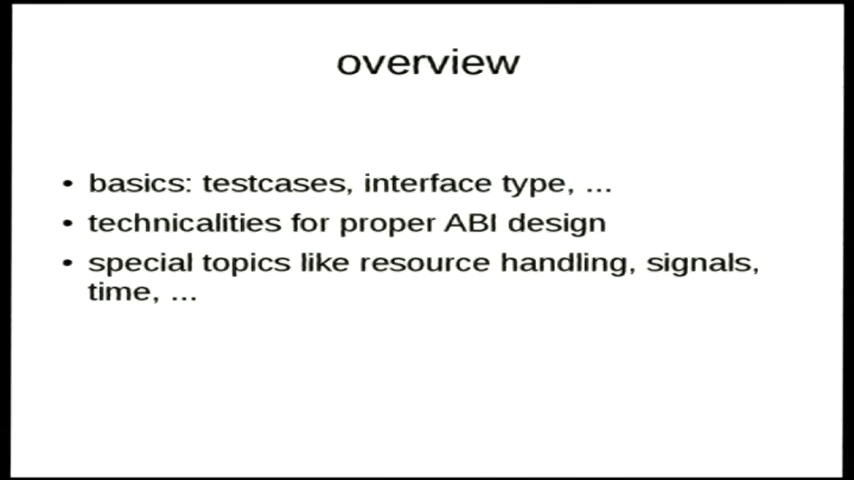 overview
• basics: testcases, interface type, ...
• technicalities for proper ABI design
• special topics like resource handling, signals,
time, ...